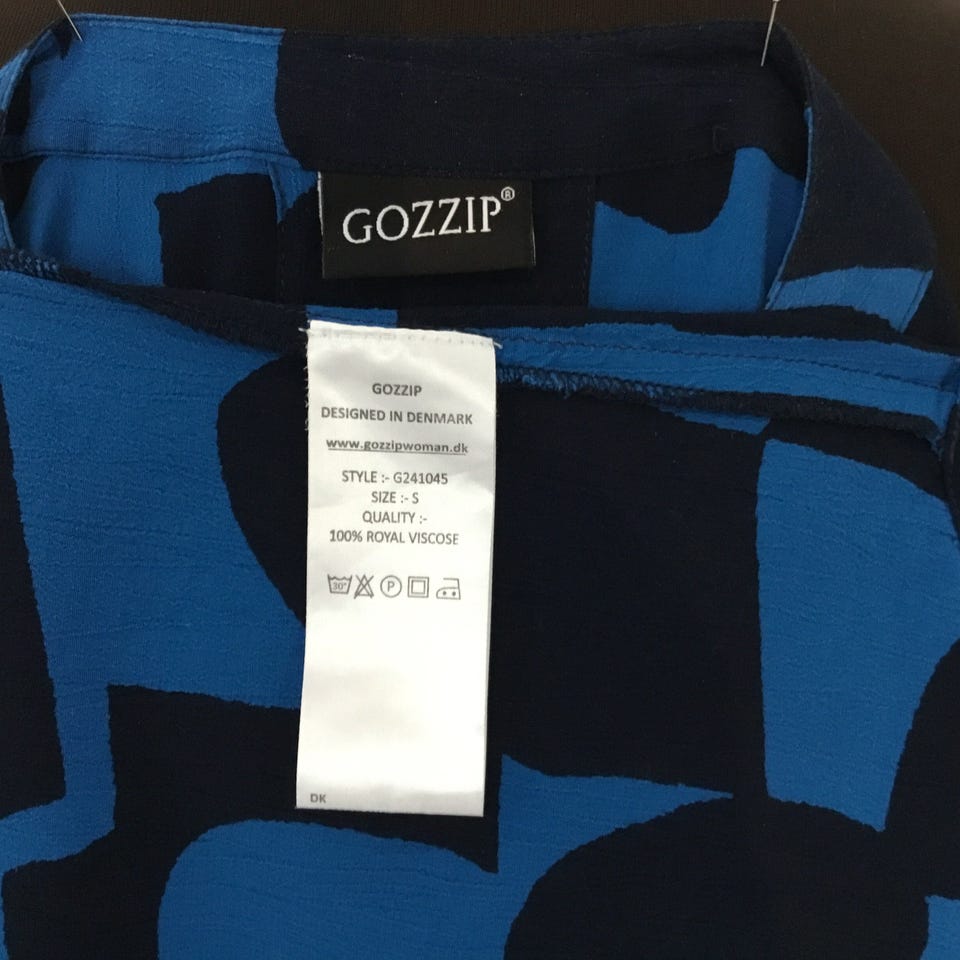 GOZZIP®
GOZZIP
DESIGNED IN DENMARK
www.gozzipwoman.dk
STYLE :- G241045
SIZE :- S
QUALITY :-
100% ROYAL VISCOSE
30° P
DK